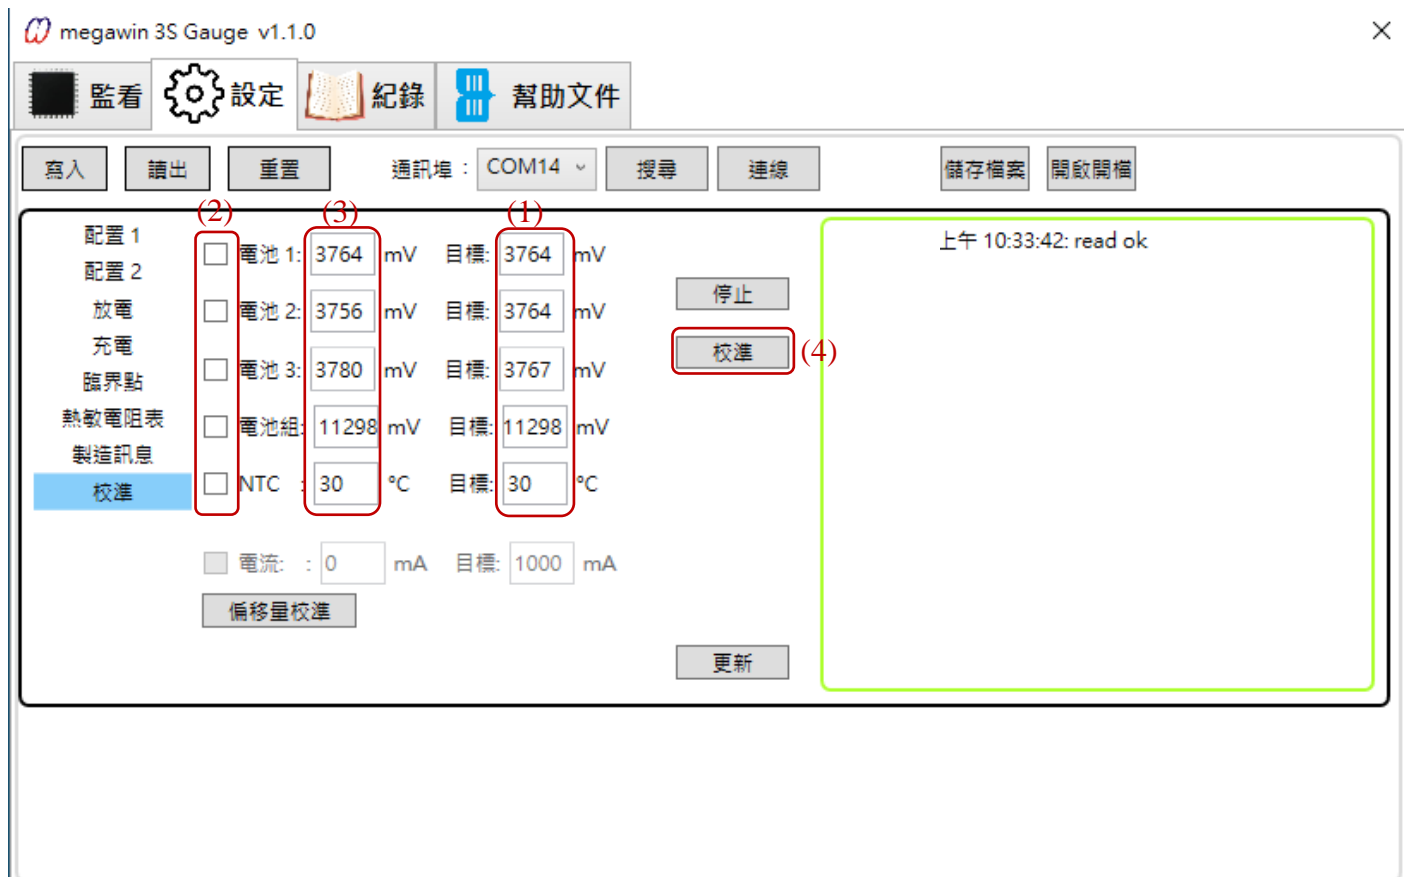 megawin 3S Gauge v1.1.0
監看 設定 紀錄 幫助文件
寫入 讀出 重置 通訊埠 : COM14 搜尋 連線 儲存檔案 開啟開檔
(2) (3) (1)
配置 1
配置 2
放電
充電
臨界點
熱敏電阻表
製造訊息
校準
電池 1: 3764 mV 目標: 3764 mV
電池 2: 3756 mV 目標: 3764 mV
電池 3: 3780 mV 目標: 3767 mV
電池組: 11298 mV 目標: 11298 mV
NTC : 30 °C 目標: 30 °C
電流: : 0 mA 目標: 1000 mA
偏移量校準
停止
校準 (4)
更新
上午 10:33:42: read ok